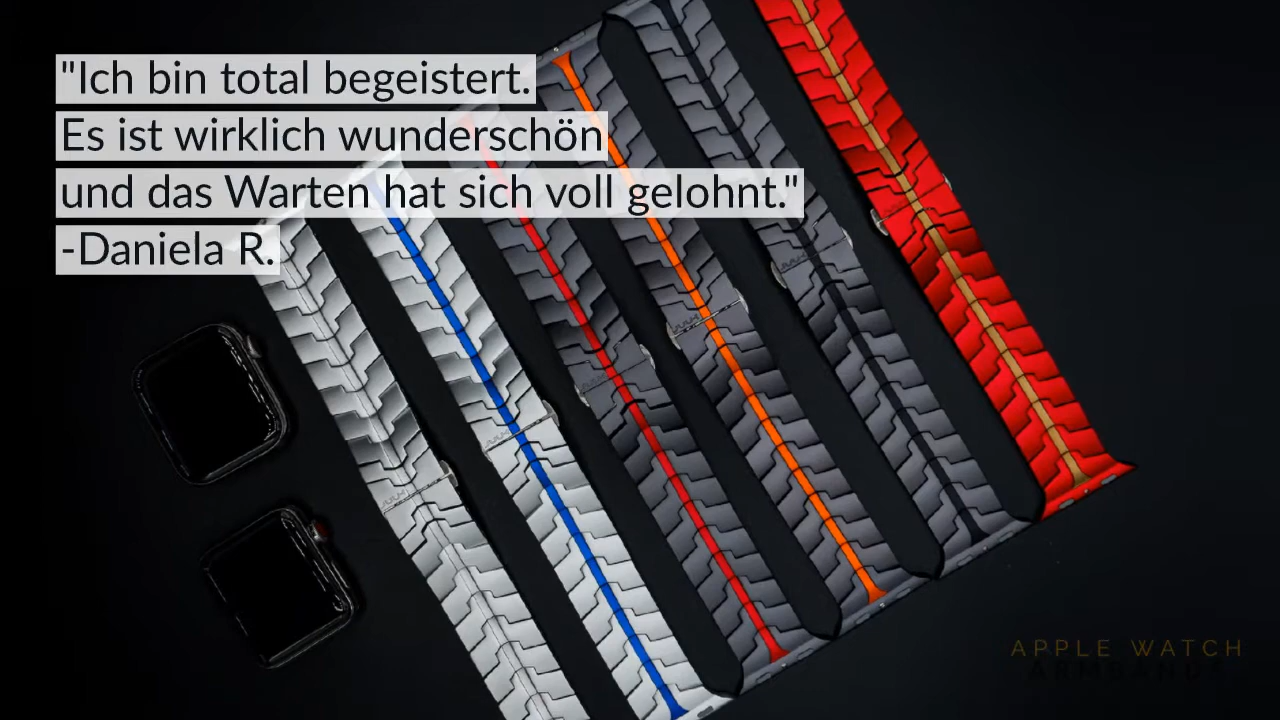 "Ich bin total begeistert.
Es ist wirklich wunderschön
und das Warten hat sich voll gelohnt."
-Daniela R.
APPLE WATCH